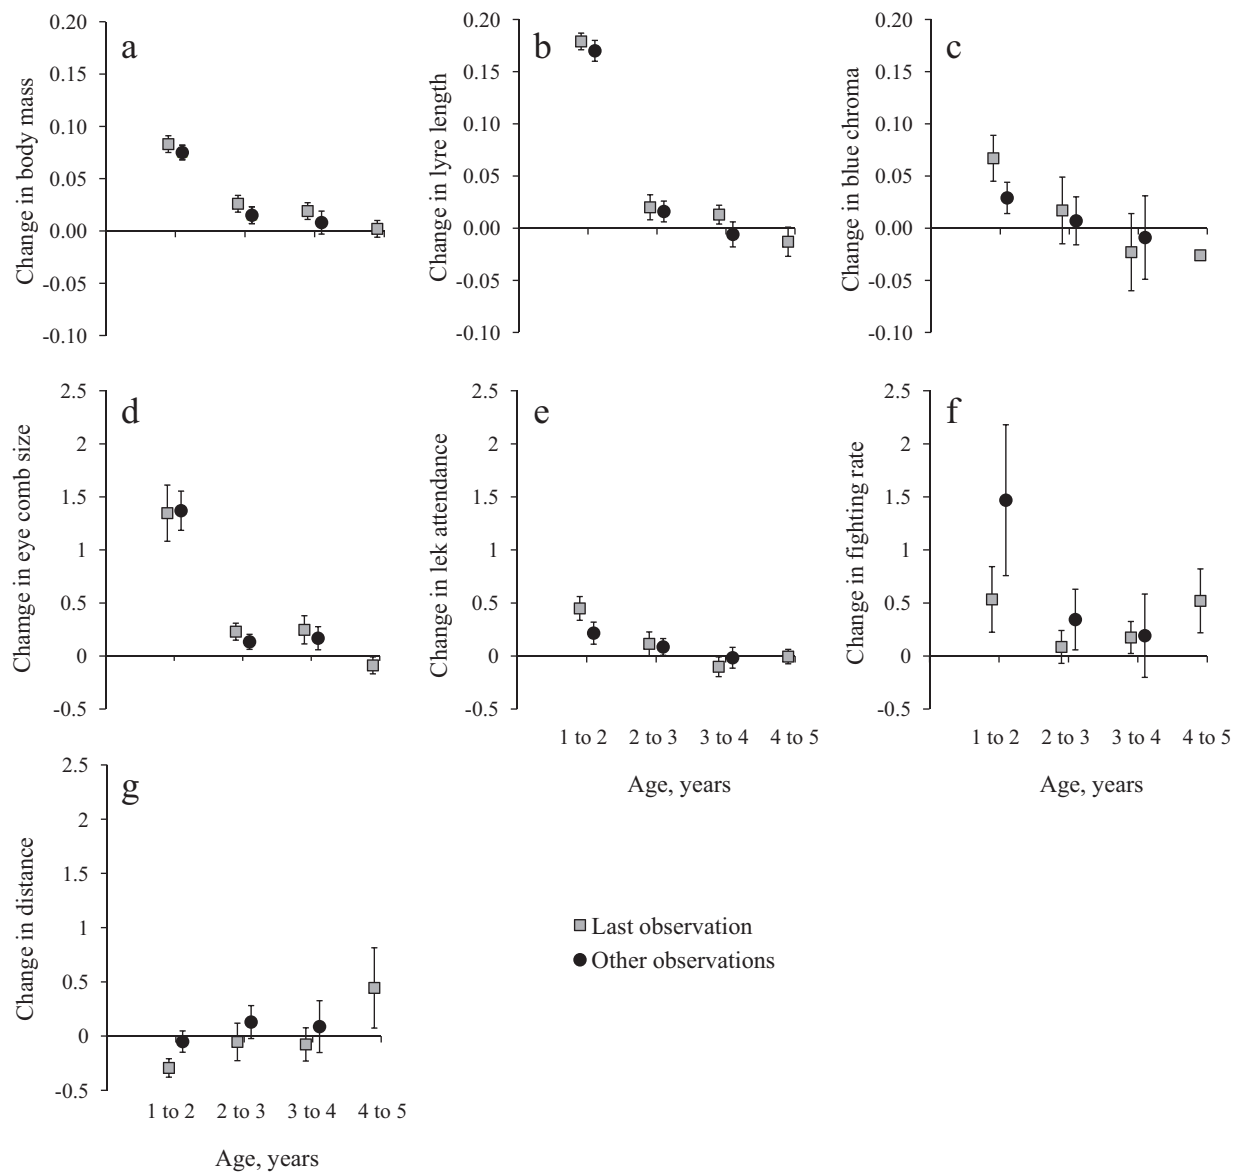 a
Change in body mass
0.20
0.15
0.10
0.05
0.00
-0.05
-0.10
b
Change in lyre length
0.20
0.15
0.10
0.05
0.00
-0.05
-0.10
c
Change in blue chroma
0.20
0.15
0.10
0.05
0.00
-0.05
-0.10
d
Chamge in eye comb size
2.5
2
1.5
1
0.5
0
-0.5
e
Change in lek attendance
2.5
2
1.5
1
0.5
0
-0.5
1 to 2 2 to 3 3 to 4 4 to 5
Age, years
f
Change in fighting rate
2.5
2
1.5
1
0.5
0
-0.5
1 to 2 2 to 3 3 to 4 4 to 5
Age, years
g
Change in distance
2.5
2
1.5
1
0.5
0
-0.5
1 to 2 2 to 3 3 to 4 4 to 5
Age, years
Last observation
Other observations